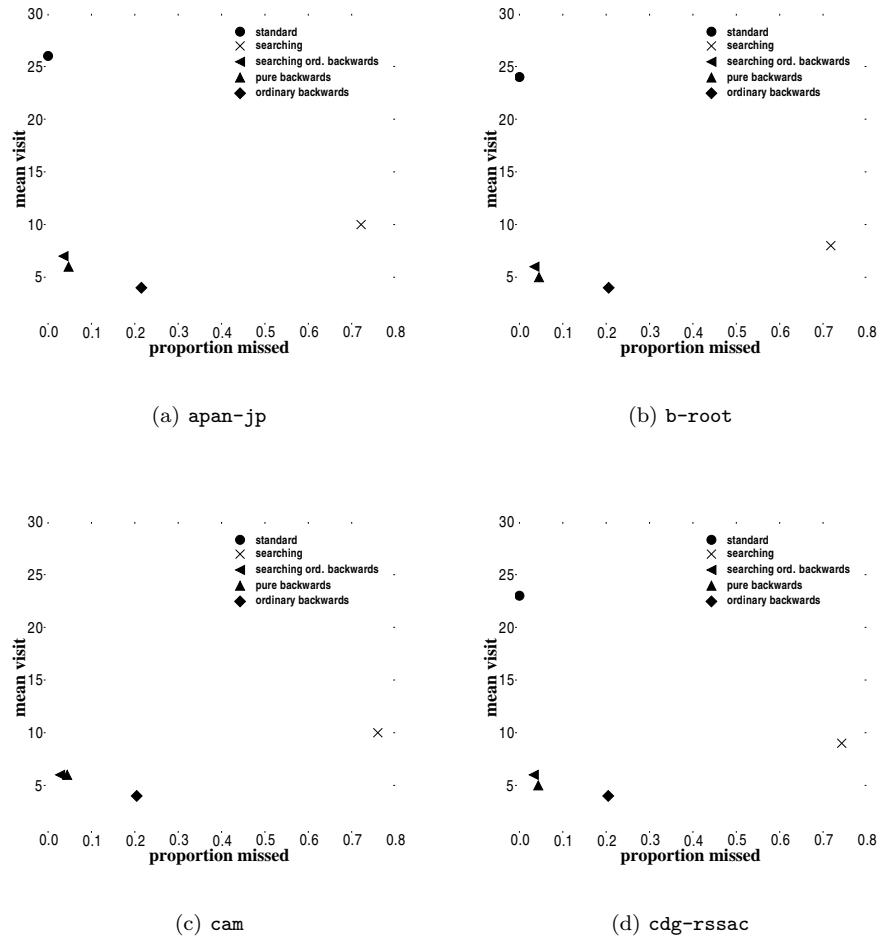 30
25
20
15
10
5
mean visit
standard
searching
searching ord. backwards
pure backwards
ordinary backwards
0.0 0.1 0.2 0.3 0.4 0.5 0.6 0.7 0.8
proportion missed
(a) apan-jp
30
25
20
15
10
5
mean visit
standard
searching
searching ord. backwards
pure backwards
ordinary backwards
0.0 0.1 0.2 0.3 0.4 0.5 0.6 0.7 0.8
proportion missed
(b) b-root
30
25
20
15
10
5
mean visit
standard
searching
searching ord. backwards
pure backwards
ordinary backwards
0.0 0.1 0.2 0.3 0.4 0.5 0.6 0.7 0.8
proportion missed
(c) cam
30
25
20
15
10
5
mean visit
standard
searching
searching ord. backwards
pure backwards
ordinary backwards
0.0 0.1 0.2 0.3 0.4 0.5 0.6 0.7 0.8
proportion missed
(d) cdg-rssac